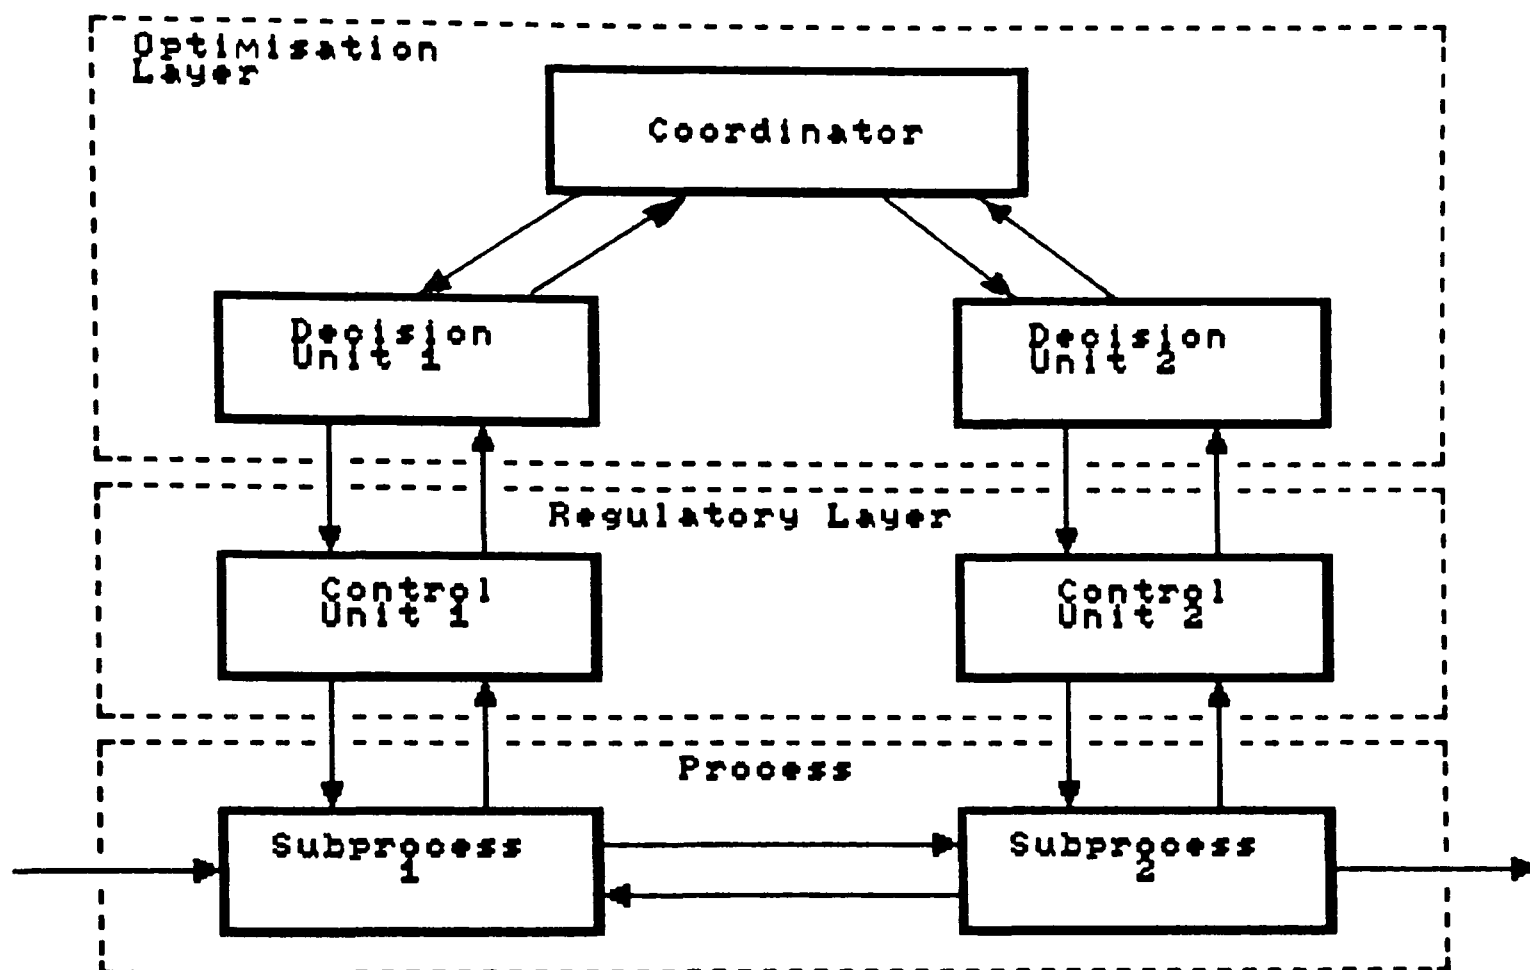 Optimisation
Layer
Coordinator
Decision
Unit 1
Decision
Unit 2
Regulatory Layer
Control
Unit 1
Control
Unit 2
Process
Subprocess
1
Subprocess
2